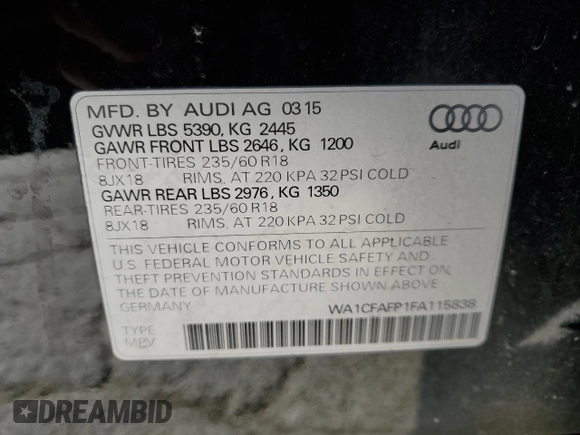 MFD. BY AUDI AG 03 15
GVWR LBS 5390, KG 2445
GAWR FRONT LBS 2646, KG 1200
FRONT-TIRES 235/60 R18
8JX18 RIMS, AT 220 KPA 32 PSI COLD
GAWR REAR LBS 2976, KG 1350
REAR-TIRES 235/60 R18
8JX18 RIMS, AT 220 KPA 32 PSI COLD
Audi
THIS VEHICLE CONFORMS TO ALL APPLICABLE
U.S. FEDERAL MOTOR VEHICLE SAFETY AND
THEFT PREVENTION STANDARDS IN EFFECT ON
THE DATE OF MANUFACTURE SHOWN ABOVE.
GERMANY
WA1CFAFP1FA115838
TYPE
MPV
DREAMBID